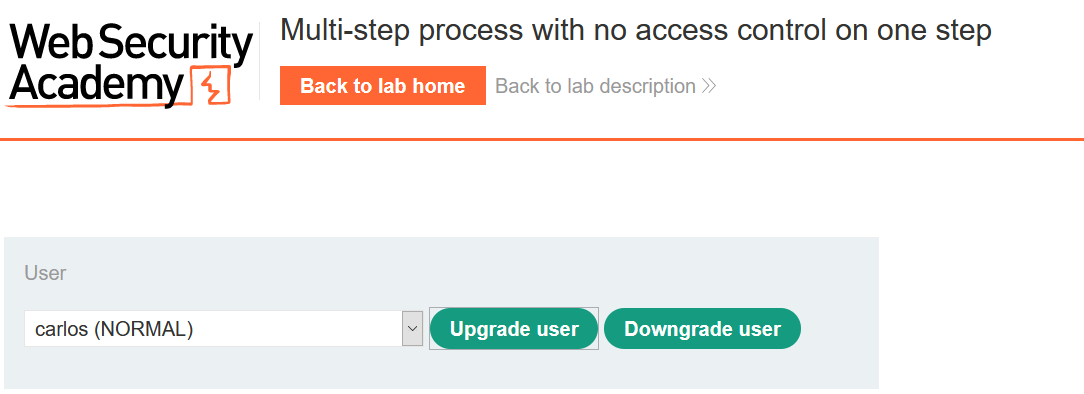 Web Security
Academy
Multi-step process with no access control on one step
Back to lab home
Back to lab description
User
carlos (NORMAL)
Upgrade user
Downgrade user